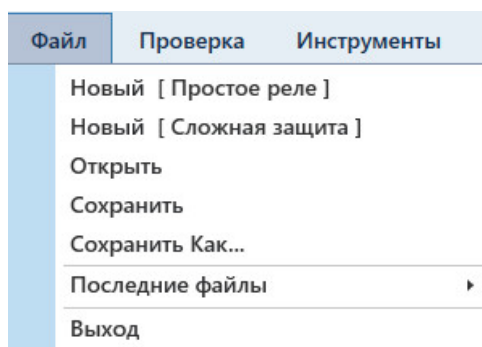 Файл Проверка Инструменты
Новый [ Простое реле ]
Новый [ Сложная защита ]
Открыть
Сохранить
Сохранить Как...
Последние файлы
Выход